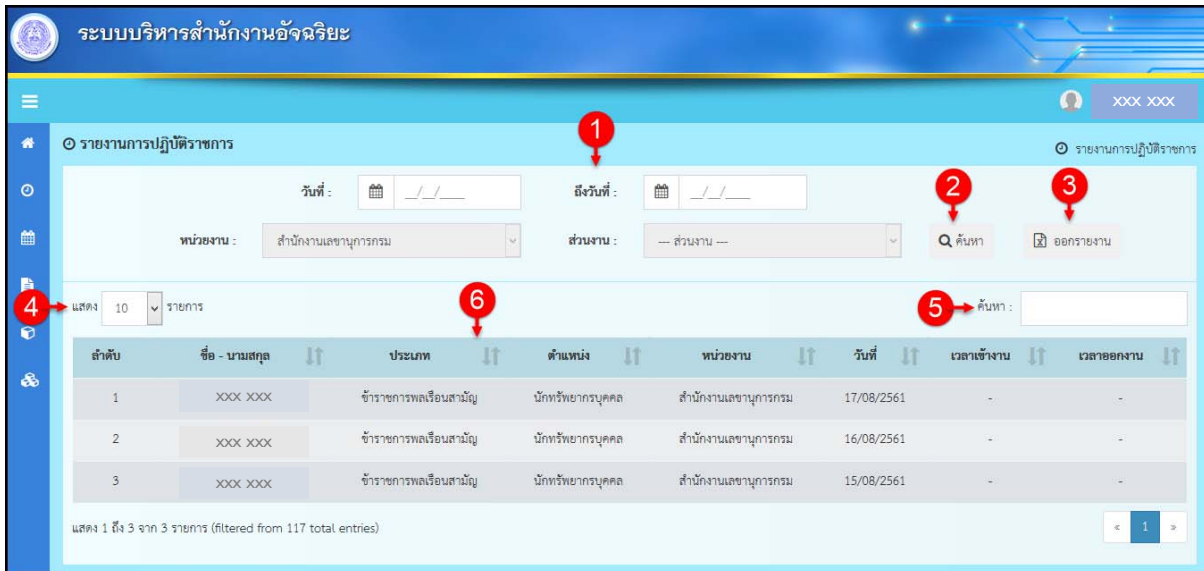 ระบบบริหารสำนักงานอัจฉริยะ
XXX XXX
รายงานการปฏิบัติราชการ
1
รายงานการปฏิบัติราชการ
วันที่ : __/__/____ ถึงวันที่ : __/__/____
2 3
หน่วยงาน : สำนักงานเลขานุการกรม ส่วนงาน : --- ส่วนงาน --- ค้นหา ออกรายงาน
4 แสดง 10 รายการ 6 5 ค้นหา :
ลำดับ ชื่อ - นามสกุล ประเภท ตำแหน่ง หน่วยงาน วันที่ เวลาเข้างาน เวลาออกงาน
1 XXX XXX ข้าราชการพลเรือนสามัญ นักทรัพยากรบุคคล สำนักงานเลขานุการกรม 17/08/2561 - -
2 XXX XXX ข้าราชการพลเรือนสามัญ นักทรัพยากรบุคคล สำนักงานเลขานุการกรม 16/08/2561 - -
3 XXX XXX ข้าราชการพลเรือนสามัญ นักทรัพยากรบุคคล สำนักงานเลขานุการกรม 15/08/2561 - -
แสดง 1 ถึง 3 จาก 3 รายการ (filtered from 117 total entries) « 1 »